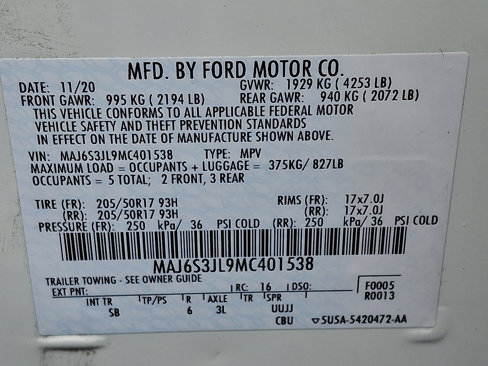 MFD. BY FORD MOTOR CO.
DATE: 11/20 GVWR: 1929 KG ( 4253 LB)
FRONT GAWR: 995 KG ( 2194 LB) REAR GAWR: 940 KG ( 2072 LB)
THIS VEHICLE CONFORMS TO ALL APPLICABLE FEDERAL MOTOR
VEHICLE SAFETY AND THEFT PREVENTION STANDARDS
IN EFFECT ON THE DATE OF MANUFACTURE SHOWN ABOVE.
VIN: MAJ6S3JL9MC401538 TYPE: MPV
MAXIMUM LOAD = OCCUPANTS + LUGGAGE = 375KG/ 827LB
OCCUPANTS = 5 TOTAL; 2 FRONT, 3 REAR
TIRE (FR): 205/50R17 93H RIMS (FR): 17x7.0J
(RR): 205/50R17 93H (RR): 17x7.0J
PRESSURE (FR): 250 kPa/ 36 PSI COLD (RR): 250 kPa/ 36 PSI COLD
MAJ6S3JL9MC401538
TRAILER TOWING - SEE OWNER GUIDE
EXT PNT: RC: 16 DSO: F0005
INT TR TP/PS R AXLE TR SPR R0013
SB 6 3L UUJJ
CBU ▽5U5A-5420472-AA